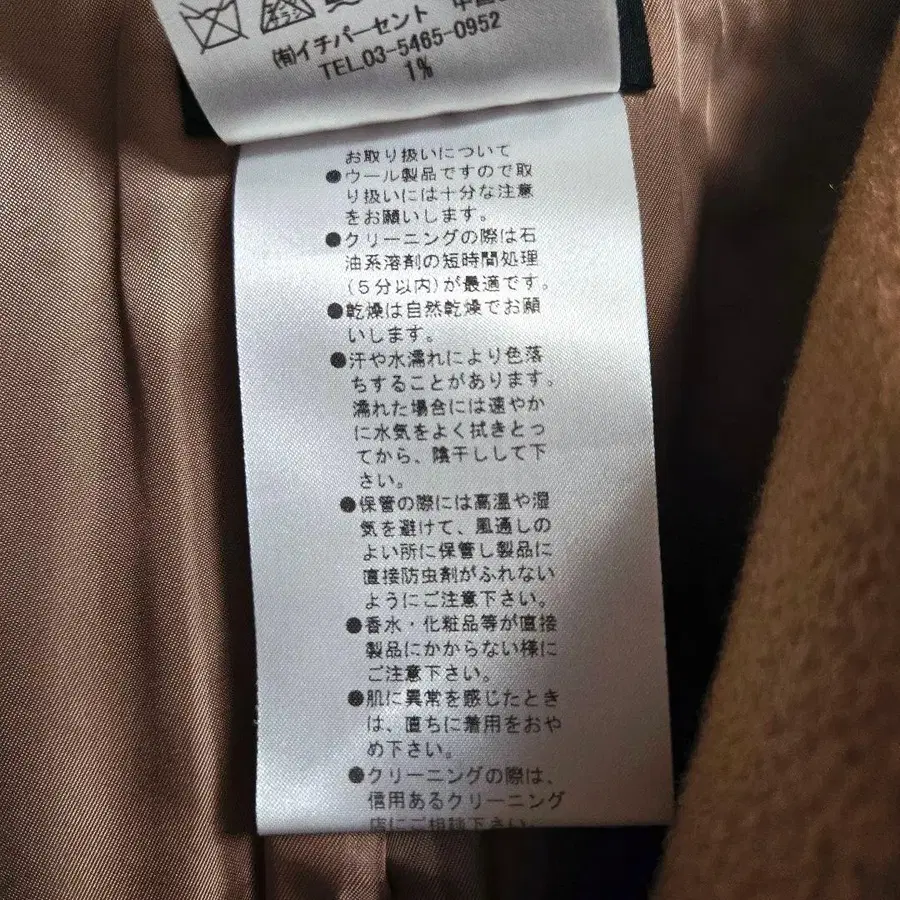 ㈲イチパーセント 中国
TEL.03-5465-0952
1%
お取り扱いについて
●ウール製品ですので取
り扱いには十分な注意
をお願いします。
●クリーニングの際は石
油系溶剤の短時間処理
(5分以内)が最適です。
●乾燥は自然乾燥でお願
いします。
●汗や水濡れにより色落
ちすることがあります。
濡れた場合には速やか
に水気をよく拭きとっ
てから、陰干しして下
さい。
●保管の際には高温や湿
気を避けて、風通しの
よい所に保管し製品に
直接防虫剤がふれない
ようにご注意下さい。
●香水・化粧品等が直接
製品にかからない様に
ご注意下さい。
●肌に異常を感じたとき
は、直ちに着用をおや
め下さい。
●クリーニングの際は、
信用あるクリーニング
店にご相談下さい。